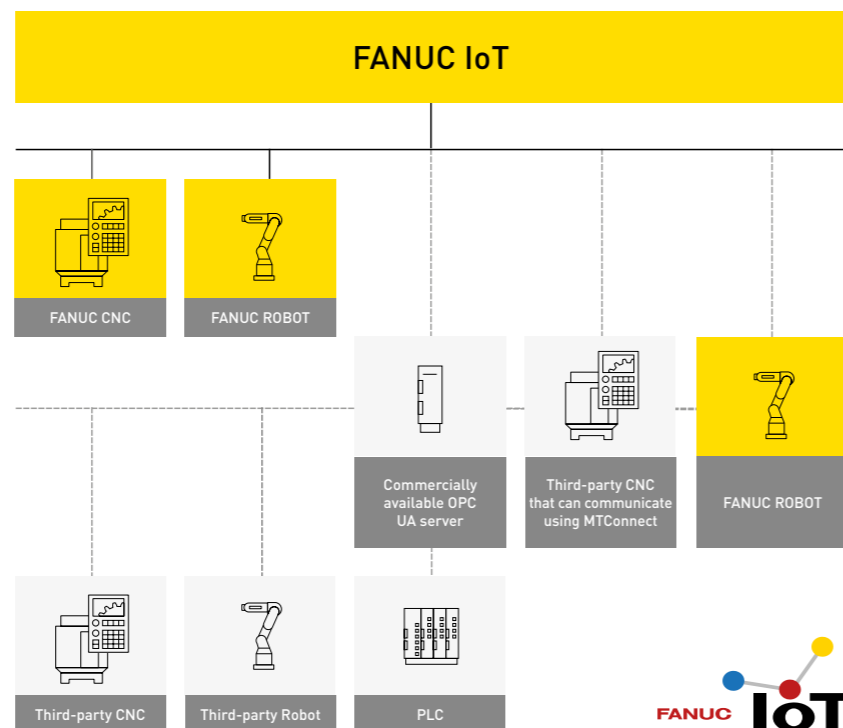 FANUC IoT
FANUC CNC
FANUC ROBOT
Commercially
available OPC
UA server
Third-party CNC
that can communicate
using MTConnect
FANUC ROBOT
Third-party CNC
Third-party Robot
PLC
FANUC IoT